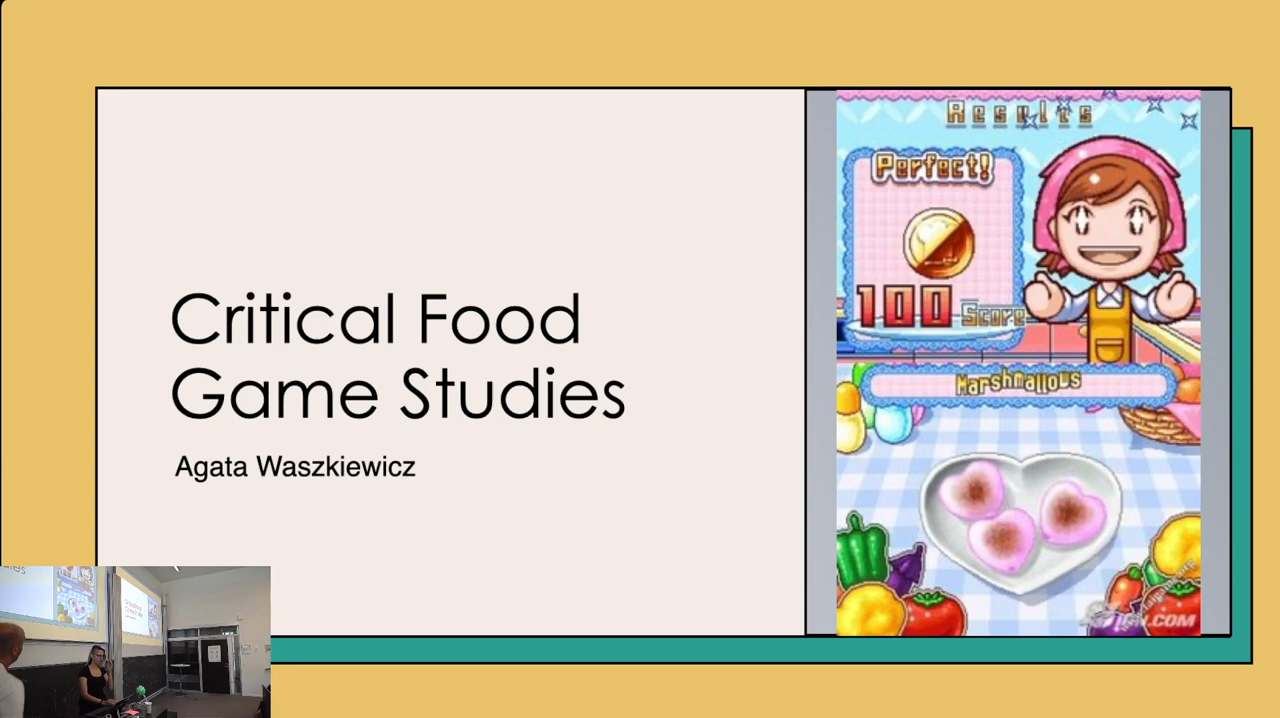 Critical Food
Game Studies
Agata Waszkiewicz
Results
Perfect!
100 Score
Marshmallows
IGN.COM